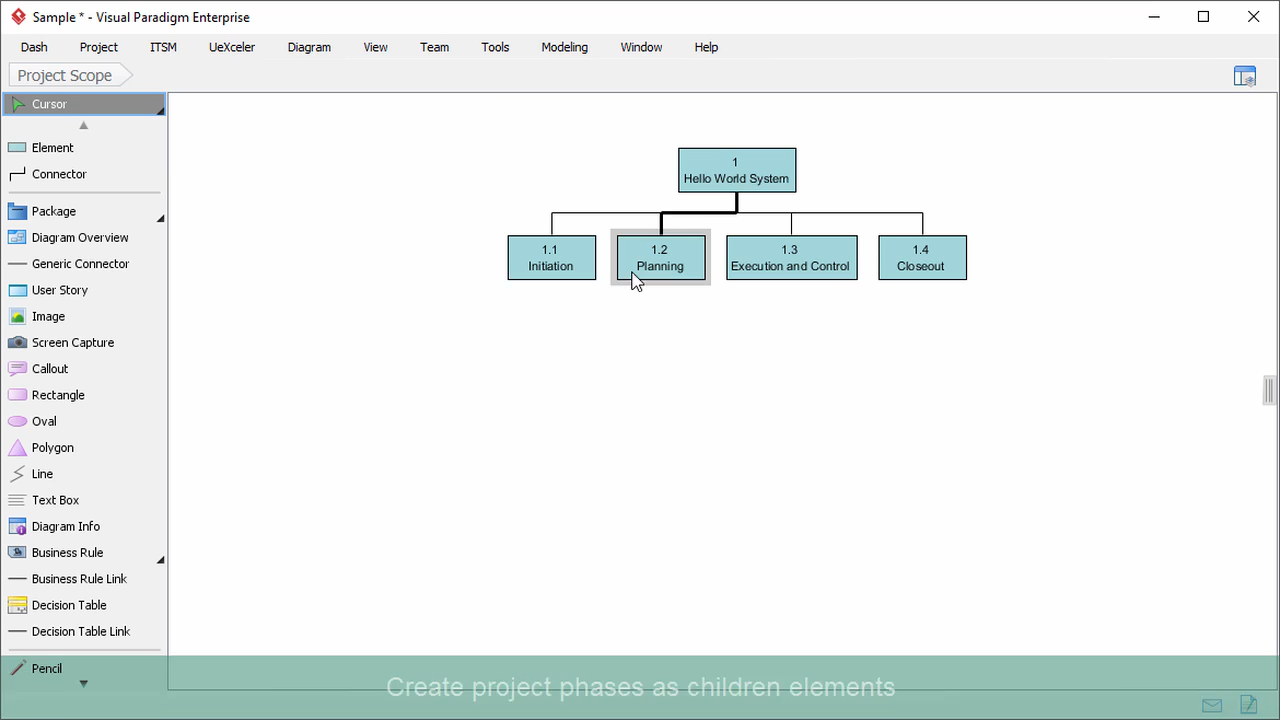 Sample * - Visual Paradigm Enterprise
Dash Project ITSM UeXceler Diagram View Team Tools Modeling Window Help
Project Scope
Cursor
Element
Connector
Package
Diagram Overview
Generic Connector
User Story
Image
Screen Capture
Callout
Rectangle
Oval
Polygon
Line
Text Box
Diagram Info
Business Rule
Business Rule Link
Decision Table
Decision Table Link
Pencil
1
Hello World System
1.1
Initiation
1.2
Planning
1.3
Execution and Control
1.4
Closeout
Create project phases as children elements